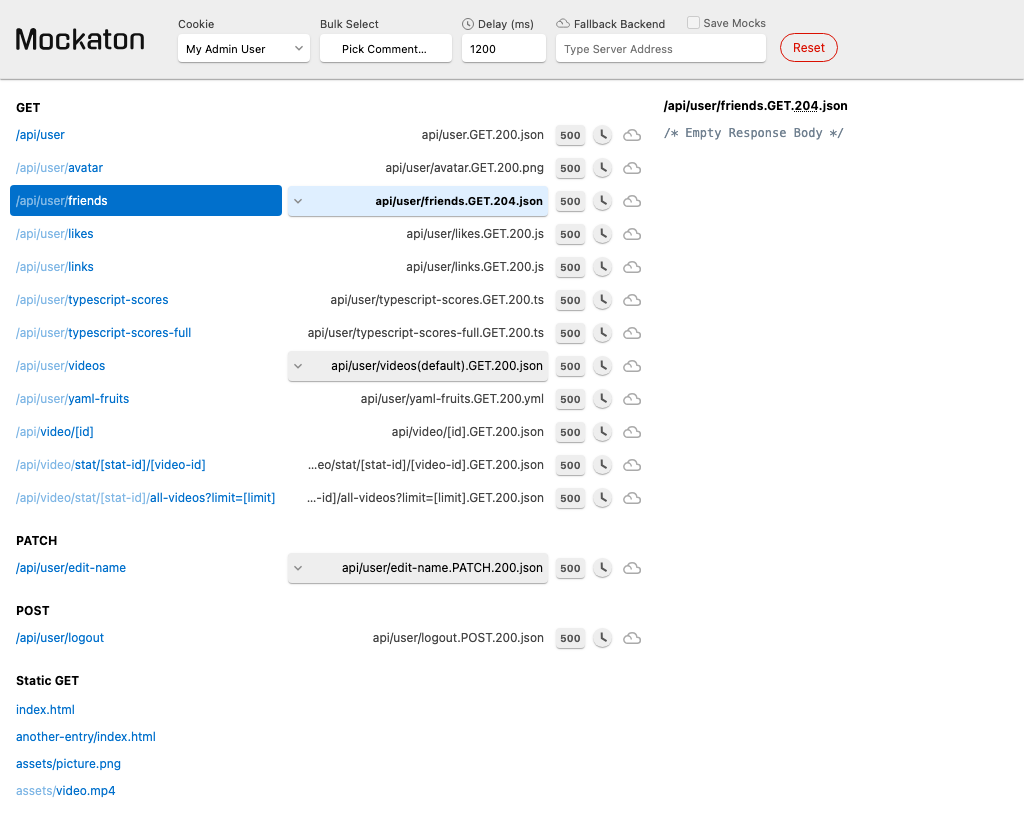 Mockaton
Cookie
My Admin User
Bulk Select
Pick Comment...
Delay (ms)
1200
Fallback Backend
Save Mocks
Type Server Address
Reset
GET
/api/user api/user.GET.200.json 500
/api/user/avatar api/user/avatar.GET.200.png 500
/api/user/friends api/user/friends.GET.204.json 500
/api/user/likes api/user/likes.GET.200.js 500
/api/user/links api/user/links.GET.200.js 500
/api/user/typescript-scores api/user/typescript-scores.GET.200.ts 500
/api/user/typescript-scores-full api/user/typescript-scores-full.GET.200.ts 500
/api/user/videos api/user/videos(default).GET.200.json 500
/api/user/yaml-fruits api/user/yaml-fruits.GET.200.yml 500
/api/video/[id] api/video/[id].GET.200.json 500
/api/video/stat/[stat-id]/[video-id] ...eo/stat/[stat-id]/[video-id].GET.200.json 500
/api/video/stat/[stat-id]/all-videos?limit=[limit] ...-id]/all-videos?limit=[limit].GET.200.json 500
PATCH
/api/user/edit-name api/user/edit-name.PATCH.200.json 500
POST
/api/user/logout api/user/logout.POST.200.json 500
Static GET
index.html
another-entry/index.html
assets/picture.png
assets/video.mp4
/api/user/friends.GET.204.json
/* Empty Response Body */